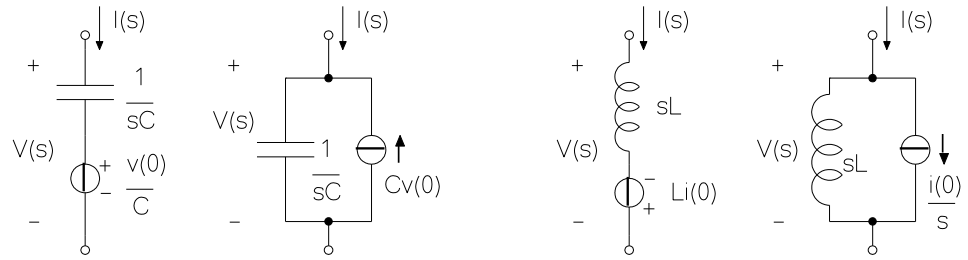 I(s)
+
1
sC
V(s)
+
v(0)
−
C
−
I(s)
+
V(s)
1
sC
Cv(0)
−
I(s)
+
sL
V(s)
−
Li(0)
+
−
I(s)
+
V(s)
sL
i(0)
s
−